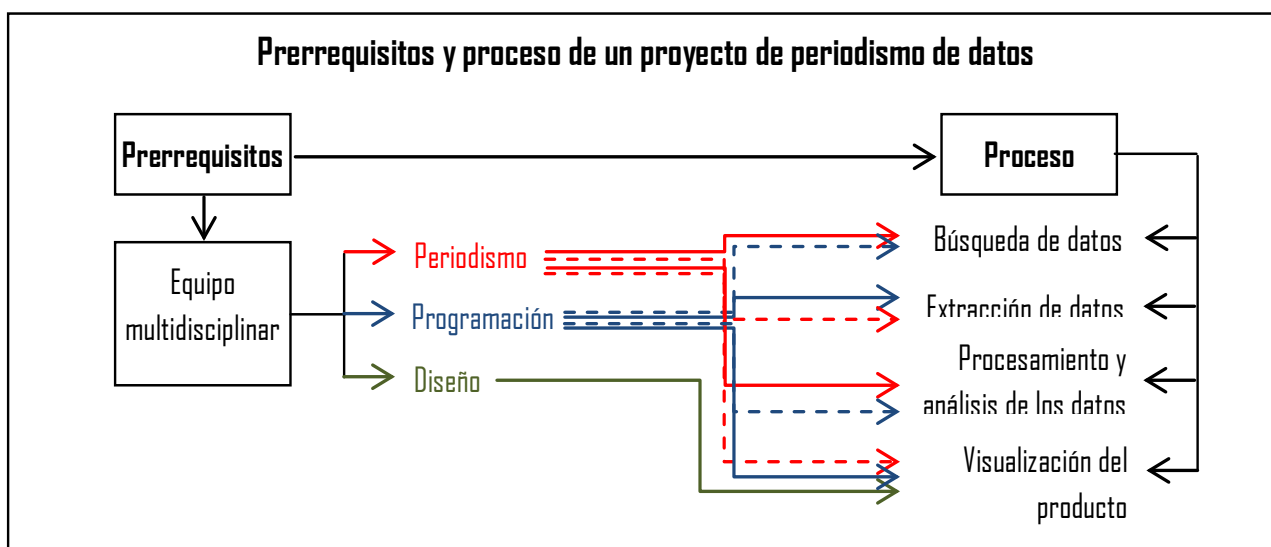 Prerrequisitos y proceso de un proyecto de periodismo de datos
Prerrequisitos
Proceso
Equipo
multidisciplinar
Periodismo
Programación
Diseño
Búsqueda de datos
Extracción de datos
Procesamiento y
análisis de los datos
Visualización del
producto